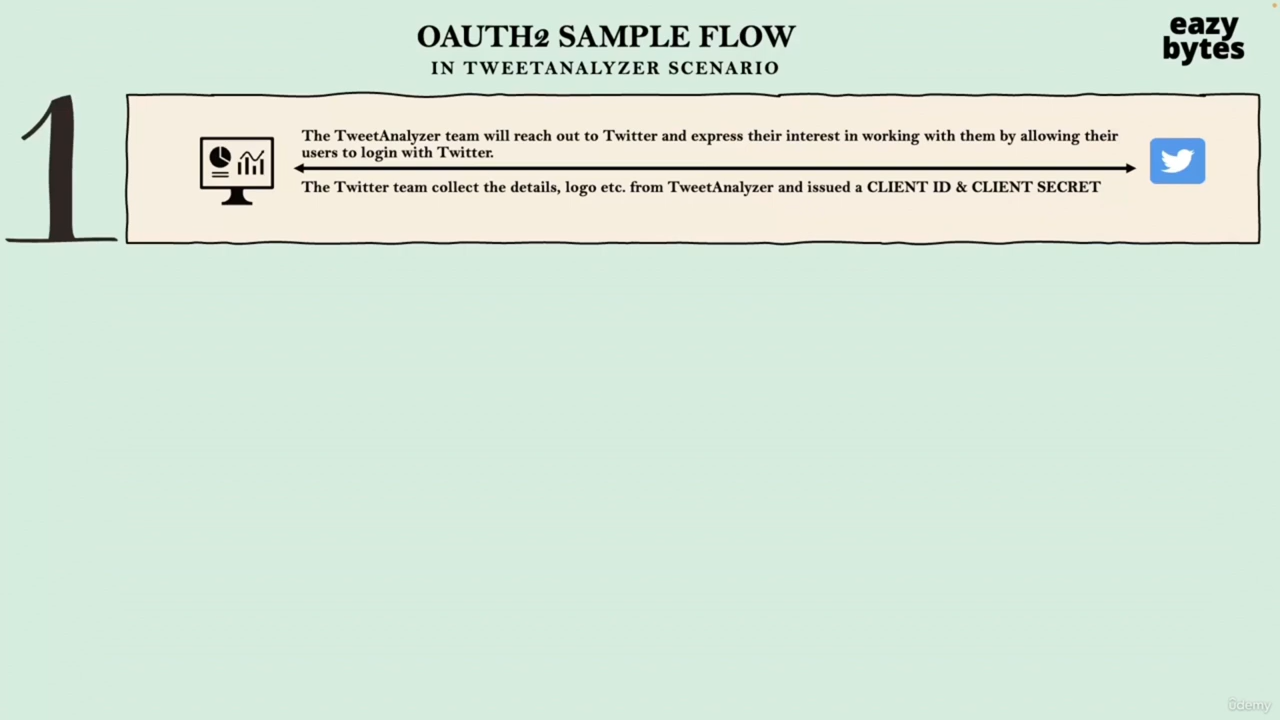 OAUTH2 SAMPLE FLOW
IN TWEETANALYZER SCENARIO
eazy
bytes
1
The TweetAnalyzer team will reach out to Twitter and express their interest in working with them by allowing their
users to login with Twitter.
The Twitter team collect the details, logo etc. from TweetAnalyzer and issued a CLIENT ID & CLIENT SECRET
ûdemy